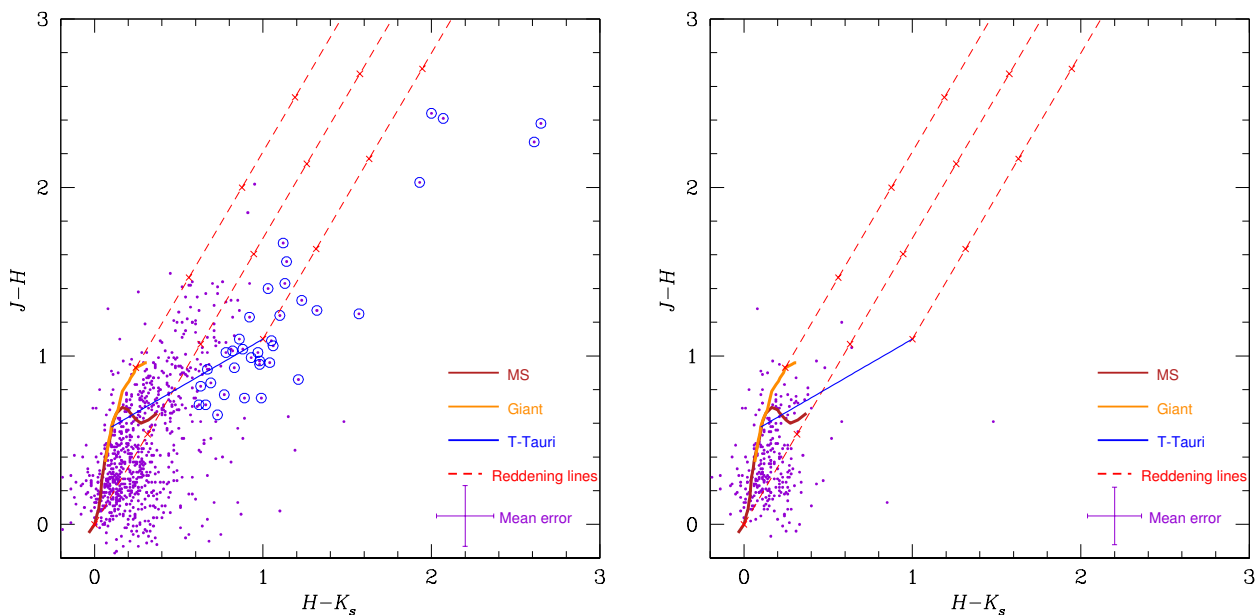 3
2
1
0
J−H
0
1
2
3
H−Kₛ
MS
Giant
T-Tauri
Reddening lines
Mean error
3
2
1
0
J−H
0
1
2
3
H−Kₛ
MS
Giant
T-Tauri
Reddening lines
Mean error